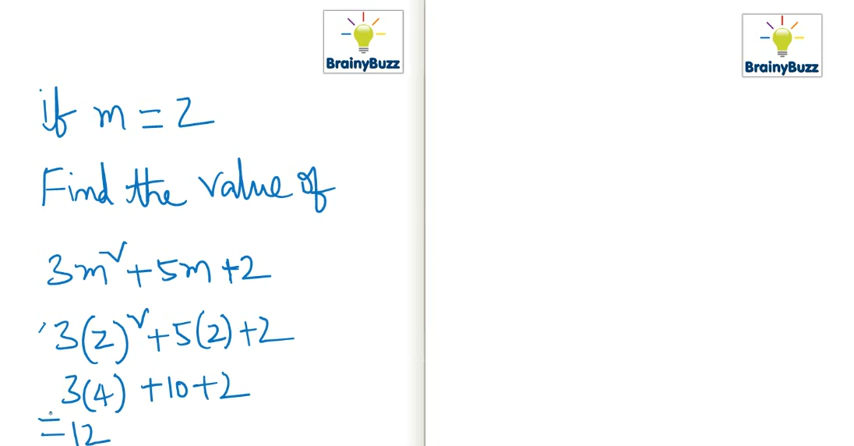 BrainyBuzz
BrainyBuzz
if m = 2
Find the value of
3m² + 5m + 2
3(2)² + 5(2) + 2
3(4) + 10 + 2
= 12